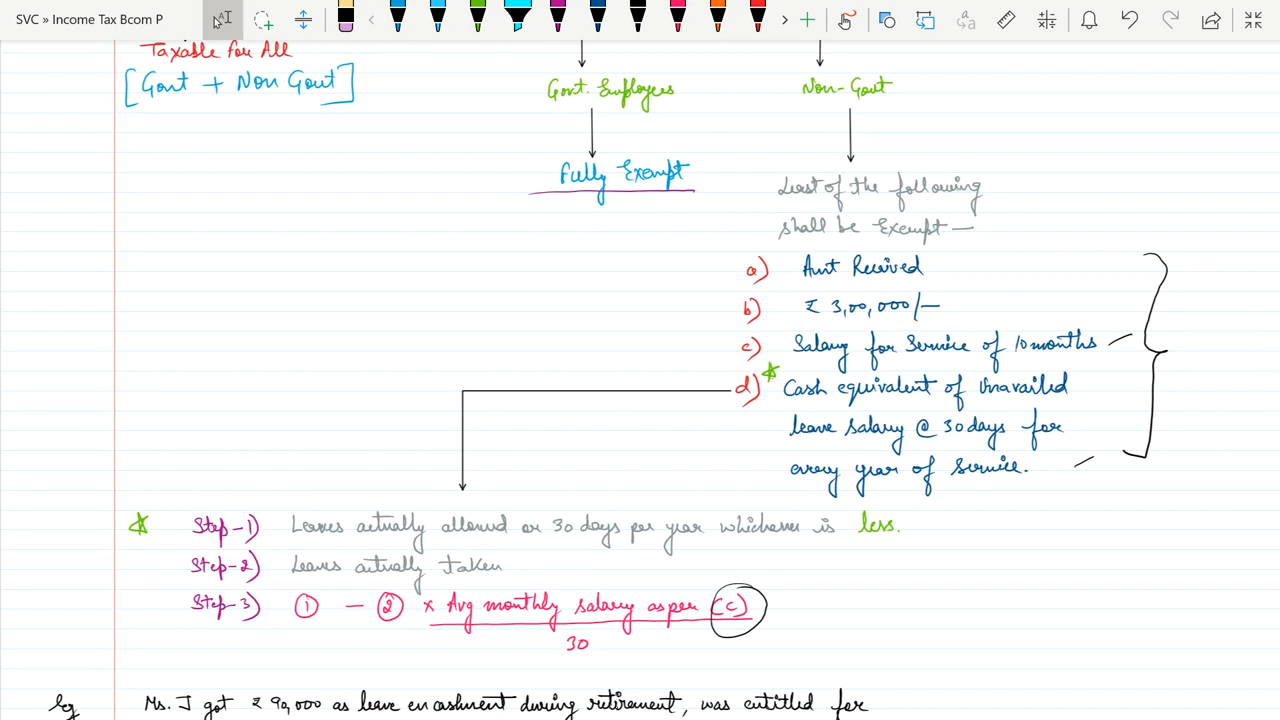 SVC » Income Tax Bcom P
Taxable for All
[Govt + Non Govt]
Govt. Employees
Non-Govt
Fully Exempt
Least of the following
shall be Exempt —
a) Amt Received
b) ₹ 3,00,000/-
c) Salary for Service of 10 months
d) Cash equivalent of Unavailed
leave salary @ 30 days for
every year of Service.
Step-1) Leaves actually allowed or 30 days per year whichever is less.
Step-2) Leaves actually taken
Step-3) ① — ② × Avg monthly salary as per (c)
30
Eg Ms. J got ₹ 90,000 as leave encashment during retirement, was entitled for